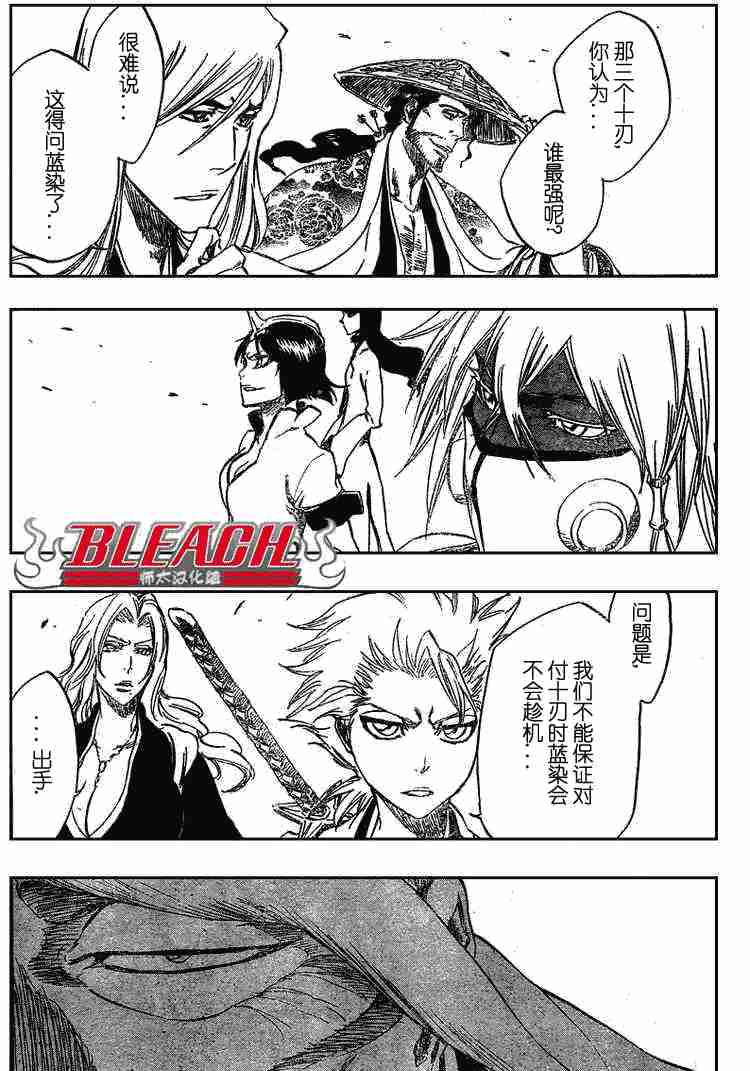 那三个十刃,
你认为...
谁最强呢?
很难说...
这得问蓝染了...
BLEACH
师太汉化组
问题是,
我们不能保证对
付十刃时蓝染会
不会趁机...
...出手,